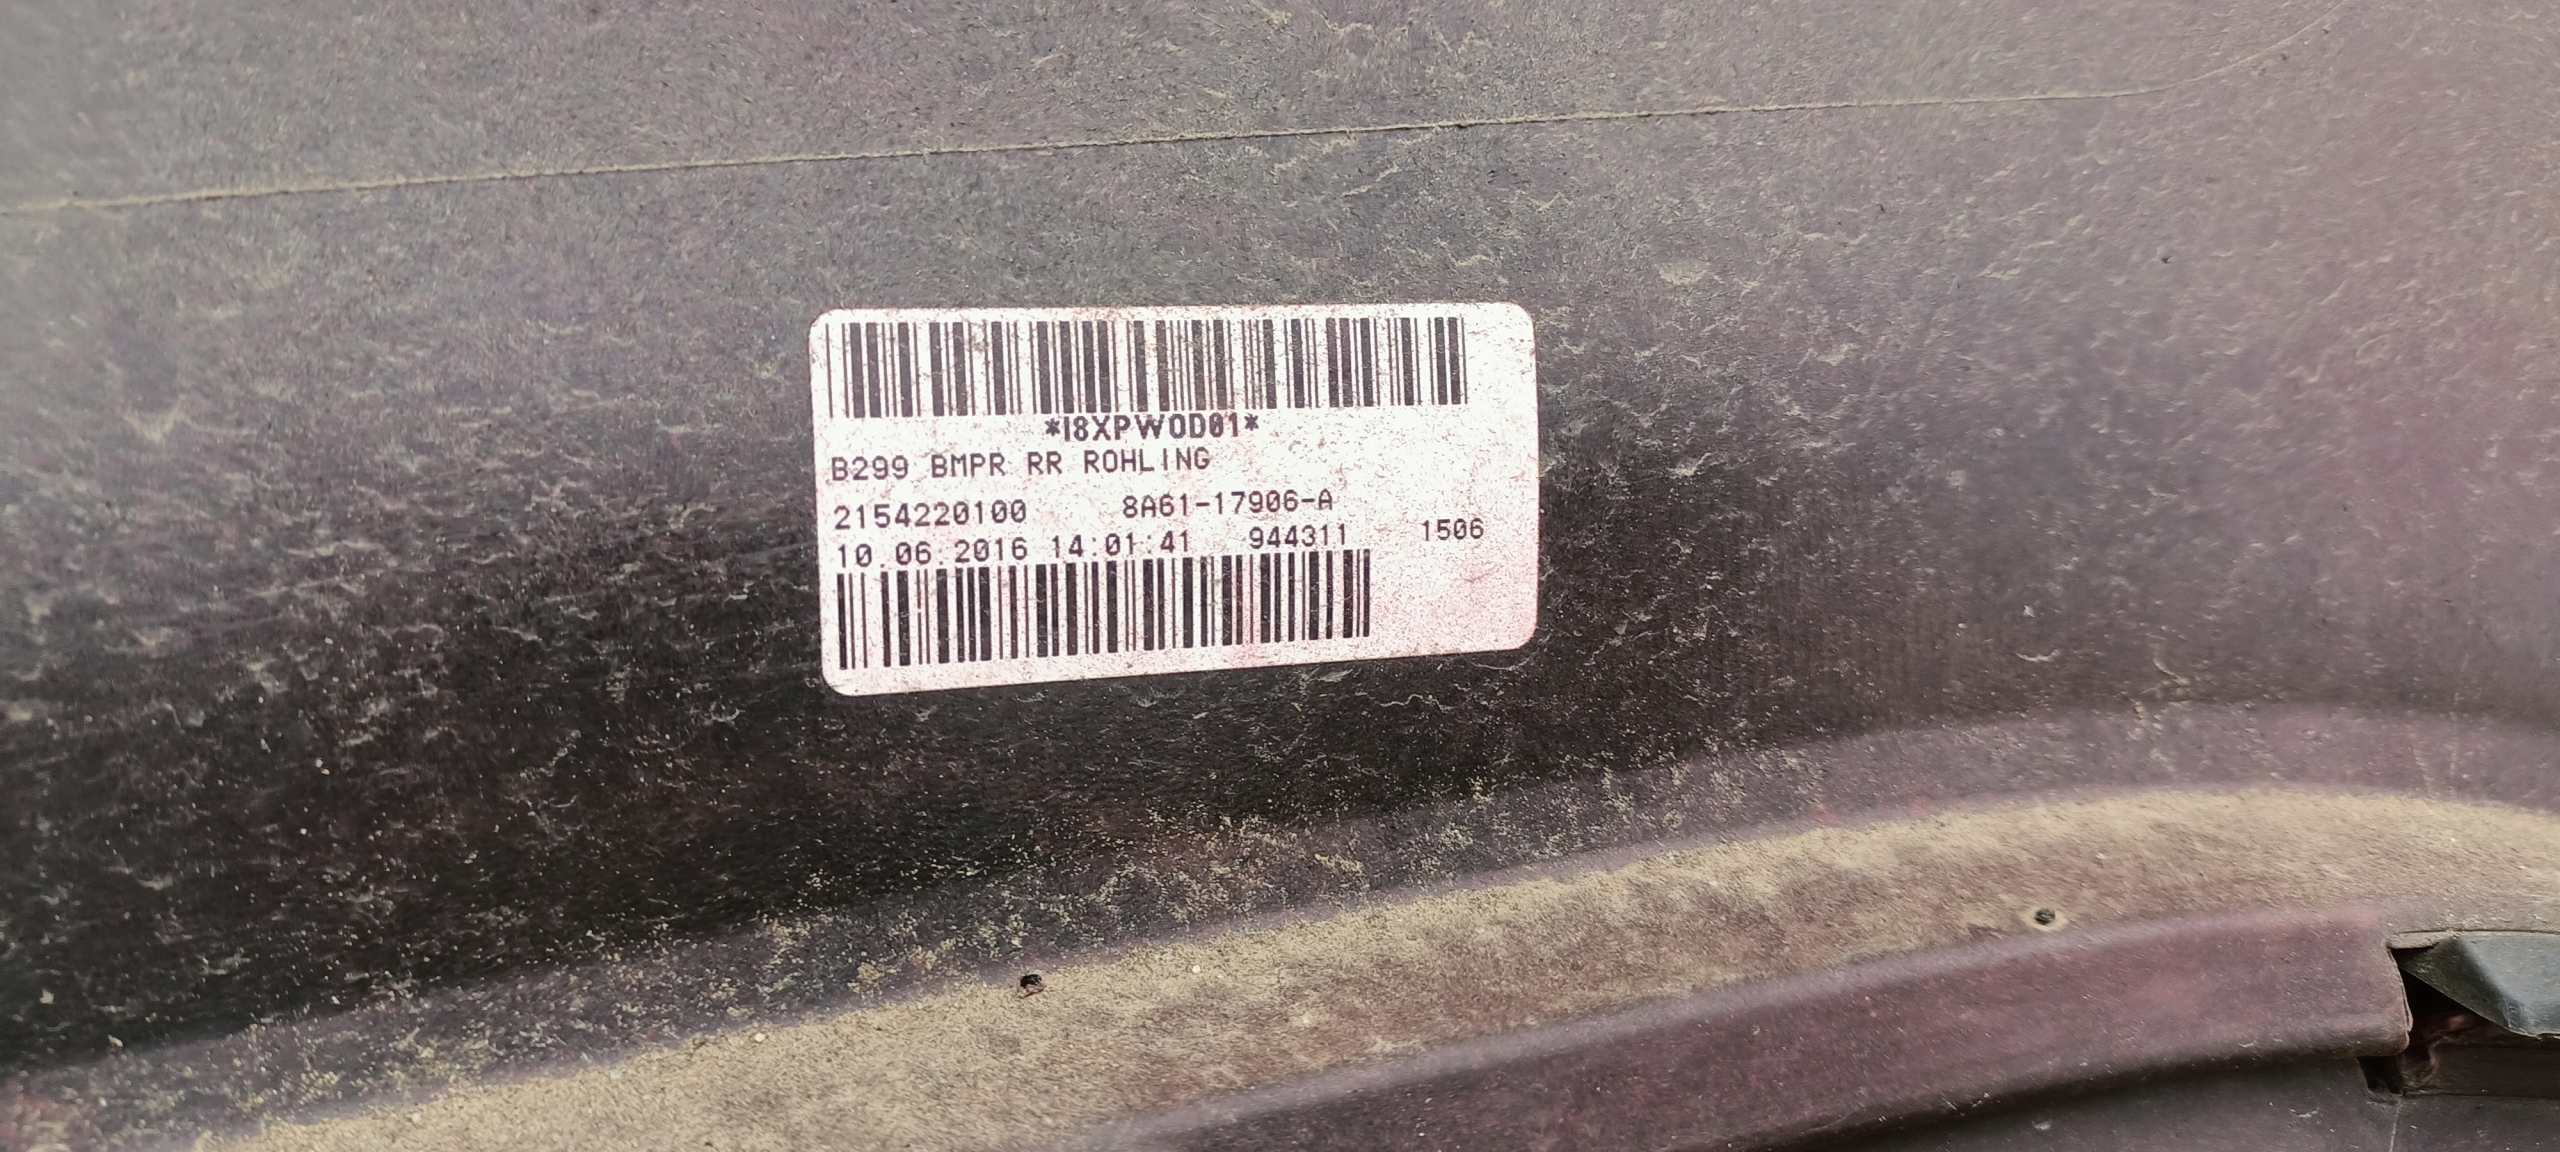 *I8XPW0D01*
B299 BMPR RR ROHLING
2154220100 8A61-17906-A
10.06.2016 14:01:41 944311 1506